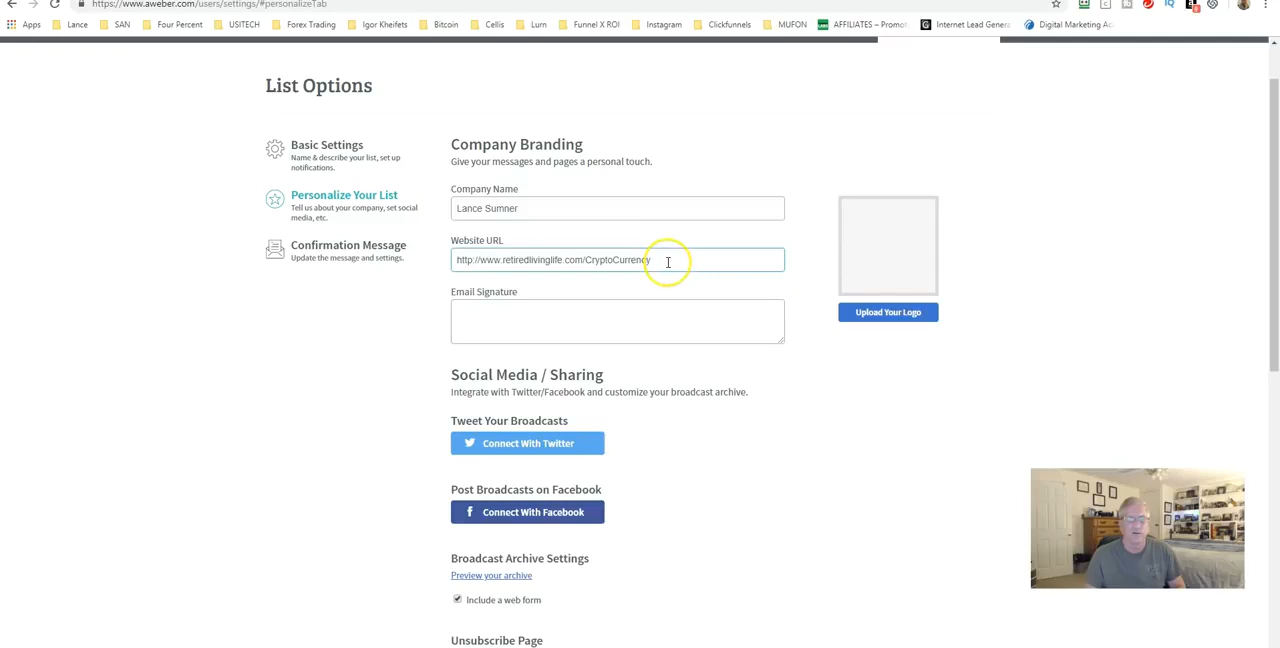 https://www.aweber.com/users/settings/#personalizeTab
Apps Lance SAN Four Percent USITECH Forex Trading Igor Kheifets Bitcoin Cellis Lurn Funnel X ROI Instagram Clickfunnels MUFON AFFILIATES – Promot Internet Lead Genera Digital Marketing Ac
List Options
Basic Settings
Name & describe your list, set up
notifications.
Personalize Your List
Tell us about your company, set social
media, etc.
Confirmation Message
Update the message and settings.
Company Branding
Give your messages and pages a personal touch.
Company Name
Lance Sumner
Website URL
http://www.retiredlivinglife.com/CryptoCurrency
Email Signature
Upload Your Logo
Social Media / Sharing
Integrate with Twitter/Facebook and customize your broadcast archive.
Tweet Your Broadcasts
Connect With Twitter
Post Broadcasts on Facebook
Connect With Facebook
Broadcast Archive Settings
Preview your archive
Include a web form
Unsubscribe Page